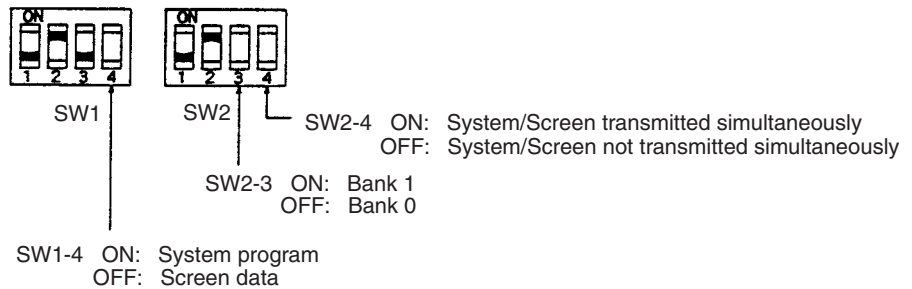 ON ON
1 2 3 4 1 2 3 4
SW1 SW2
SW2-4 ON: System/Screen transmitted simultaneously
OFF: System/Screen not transmitted simultaneously
SW2-3 ON: Bank 1
OFF: Bank 0
SW1-4 ON: System program
OFF: Screen data